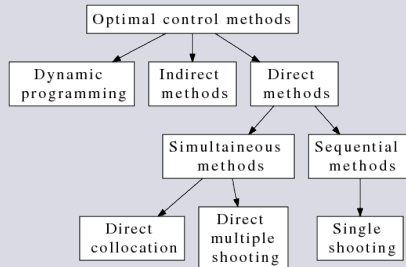 Optimal control methods
Dynamic
programming
Indirect
methods
Direct
methods
Simultaineous
methods
Sequential
methods
Direct
collocation
Direct
multiple
shooting
Single
shooting